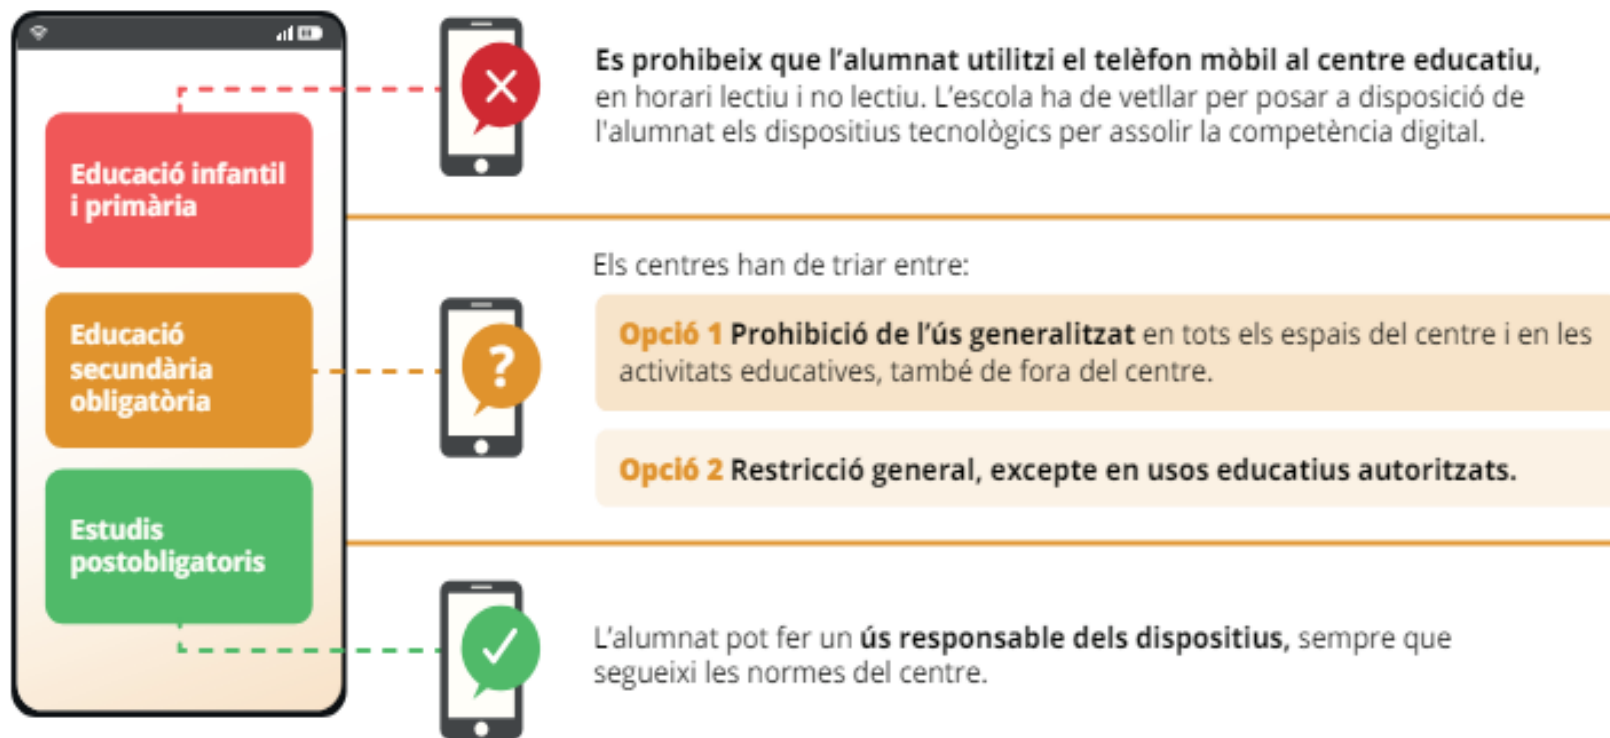 Educació infantil
i primària
Es prohibeix que l’alumnat utilitzi el telèfon mòbil al centre educatiu,
en horari lectiu i no lectiu. L’escola ha de vetllar per posar a disposició de
l'alumnat els dispositius tecnològics per assolir la competència digital.
Educació
secundària
obligatòria
Els centres han de triar entre:
Opció 1 Prohibició de l’ús generalitzat en tots els espais del centre i en les
activitats educatives, també de fora del centre.
Opció 2 Restricció general, excepte en usos educatius autoritzats.
Estudis
postobligatoris
L’alumnat pot fer un ús responsable dels dispositius, sempre que
segueixi les normes del centre.